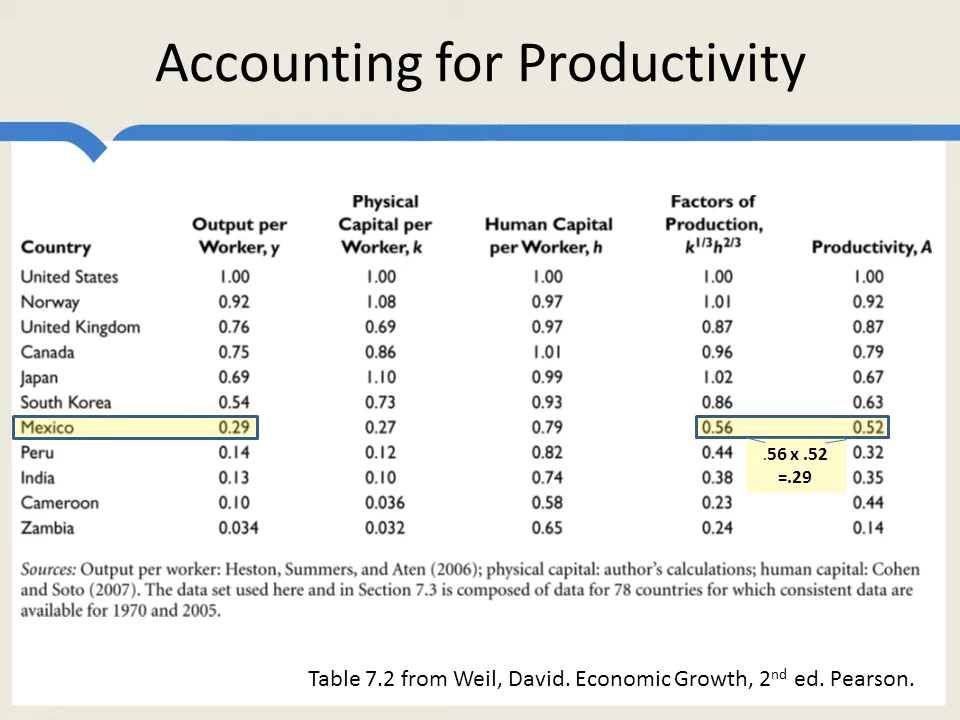 Accounting for Productivity
Country Output per Worker, y Physical Capital per Worker, k Human Capital per Worker, h Factors of Production, k1/3h2/3 Productivity, A
United States 1.00 1.00 1.00 1.00 1.00
Norway 0.92 1.08 0.97 1.01 0.92
United Kingdom 0.76 0.69 0.97 0.87 0.87
Canada 0.75 0.86 1.01 0.96 0.79
Japan 0.69 1.10 0.99 1.02 0.67
South Korea 0.54 0.73 0.93 0.86 0.63
Mexico 0.29 0.27 0.79 0.56 0.52
Peru 0.14 0.12 0.82 0.44 0.32
.56 x .52
=.29
India 0.13 0.10 0.74 0.38 0.35
Cameroon 0.10 0.036 0.58 0.23 0.44
Zambia 0.034 0.032 0.65 0.24 0.14
Sources: Output per worker: Heston, Summers, and Aten (2006); physical capital: author's calculations; human capital: Cohen
and Soto (2007). The data set used here and in Section 7.3 is composed of data for 78 countries for which consistent data are
available for 1970 and 2005.
Table 7.2 from Weil, David. Economic Growth, 2nd ed. Pearson.